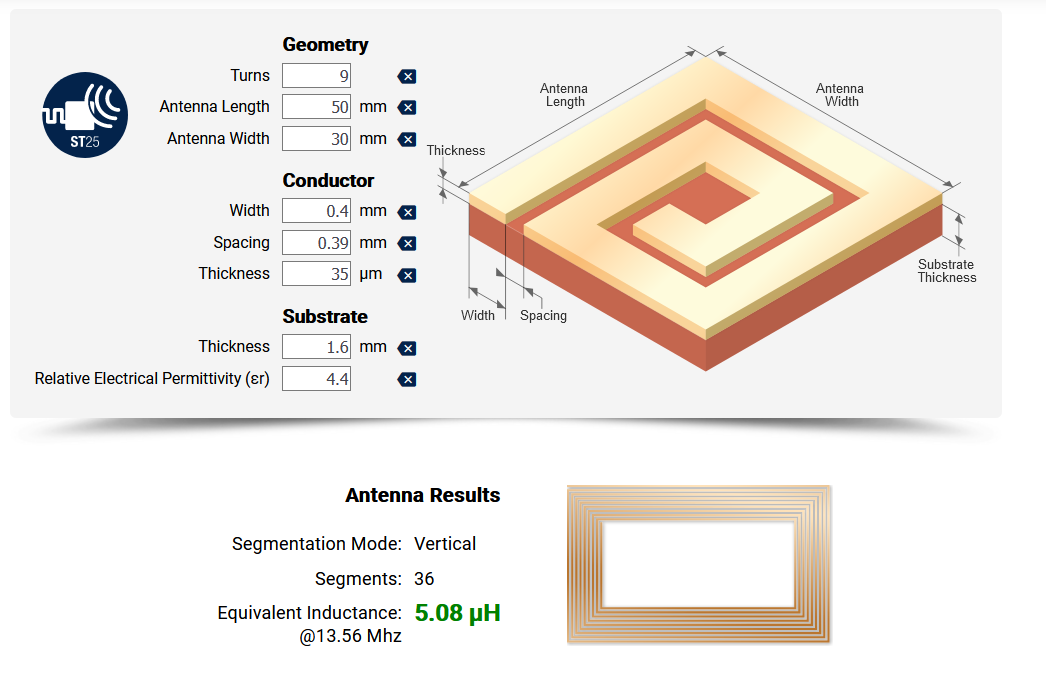 Geometry
Turns 9
Antenna Length 50 mm
Antenna Width 30 mm
Conductor
Width 0.4 mm
Spacing 0.39 mm
Thickness 35 µm
Substrate
Thickness 1.6 mm
Relative Electrical Permittivity (εr) 4.4
ST25
Antenna
Length
Antenna
Width
Thickness
Substrate
Thickness
Width
Spacing
Antenna Results
Segmentation Mode: Vertical
Segments: 36
Equivalent Inductance: 5.08 µH
@13.56 Mhz